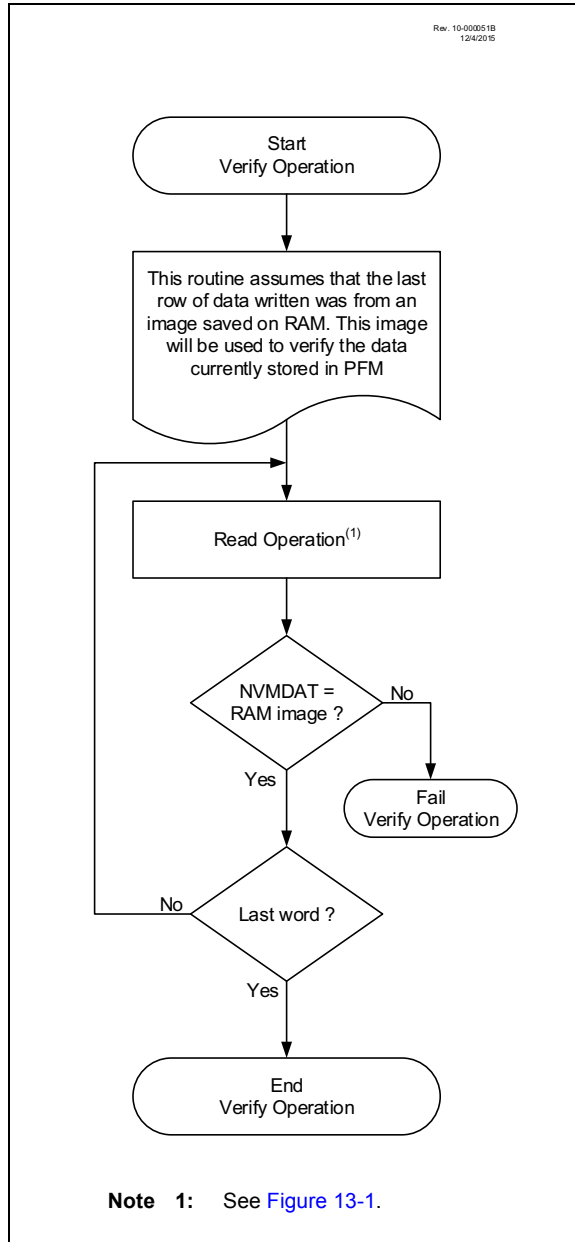 Rev. 10-000051B
12/4/2015
Start
Verify Operation
This routine assumes that the last
row of data written was from an
image saved on RAM. This image
will be used to verify the data
currently stored in PFM
Read Operation(1)
NVMDAT =
RAM image ?
No
Yes
Fail
Verify Operation
Last word ?
No
Yes
End
Verify Operation
Note 1: See Figure 13-1.